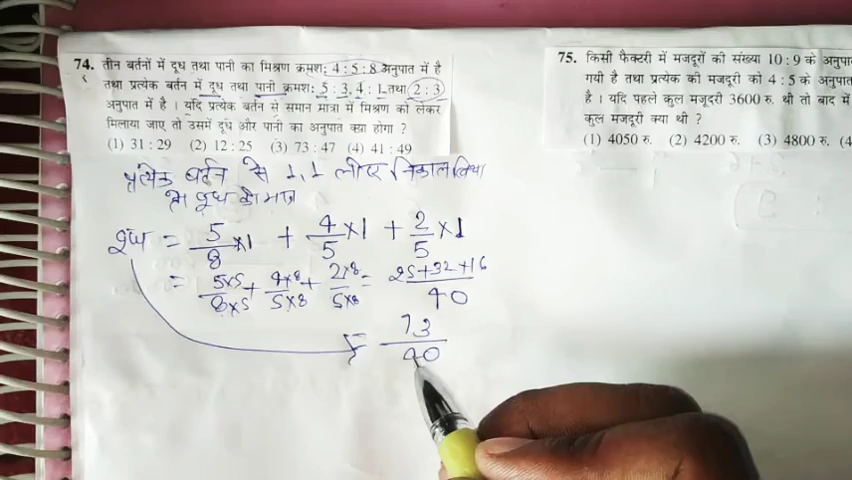 74. तीन बर्तनों में दूध तथा पानी का मिश्रण क्रमश: 4 : 5 : 8 अनुपात में है
तथा प्रत्येक बर्तन में दूध तथा पानी क्रमश: 5 : 3, 4 : 1 तथा 2 : 3
अनुपात में है । यदि प्रत्येक बर्तन से समान मात्रा में मिश्रण को लेकर
मिलाया जाए तो उसमें दूध और पानी का अनुपात क्या होगा ?
(1) 31 : 29 (2) 12 : 25 (3) 73 : 47 (4) 41 : 49
प्रत्येक बर्तन से 1,1 लीटर निकाल लिया
दूध की मात्रा
दूध = 5/8 ×1 + 4/5 ×1 + 2/5 ×1
= 5×5/8×5 + 4×8/5×8 + 2×8/5×8 = 25+32+16/40
= 73/40
75. किसी फैक्टरी में मजदूरों की संख्या 10 : 9 के अनुपा
गयी है तथा प्रत्येक की मजदूरी को 4 : 5 के अनुपा
है । यदि पहले कुल मजदूरी 3600 रु. थी तो बाद में
कुल मजदूरी क्या थी ?
(1) 4050 रु. (2) 4200 रु. (3) 4800 रु. (4